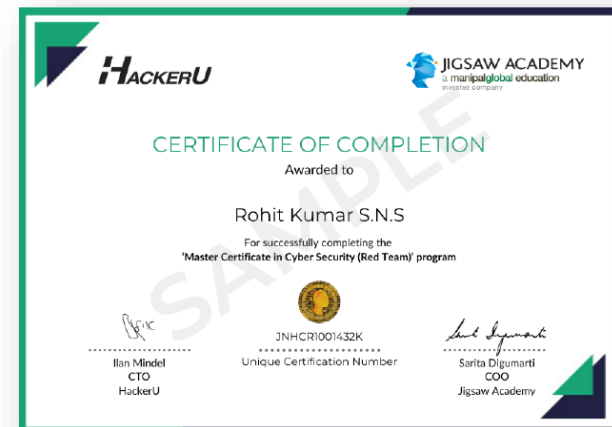 HACKERU
JIGSAW ACADEMY
a manipalglobal education
investee company
CERTIFICATE OF COMPLETION
Awarded to
Rohit Kumar S.N.S
For successfully completing the
'Master Certificate in Cyber Security (Red Team)' program
SAMPLE
JNHCR1001432K
Unique Certification Number
Ilan Mindel
CTO
HackerU
Sarita Digumarti
COO
Jigsaw Academy